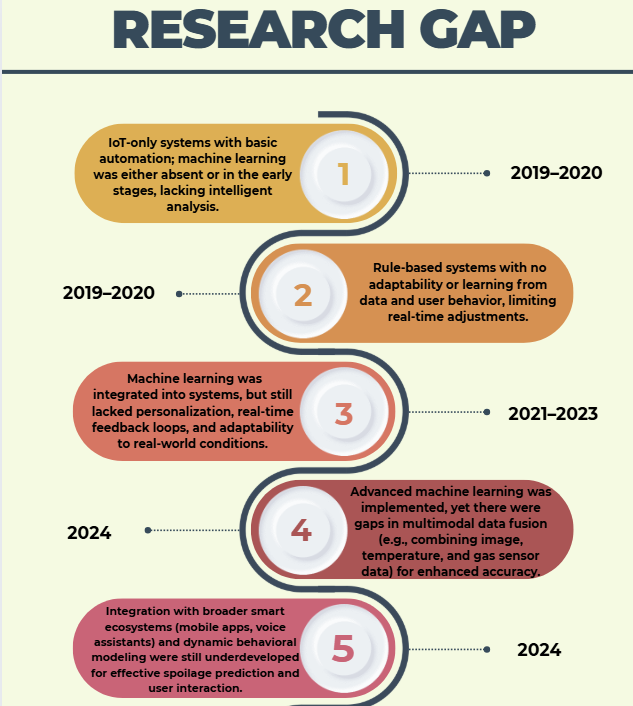 RESEARCH GAP
IoT-only systems with basic
automation; machine learning
was either absent or in the early
stages, lacking intelligent
analysis.
1
2019–2020
2019–2020
2
Rule-based systems with no
adaptability or learning from
data and user behavior, limiting
real-time adjustments.
Machine learning was
integrated into systems, but still
lacked personalization, real-time
feedback loops, and adaptability
to real-world conditions.
3
2021–2023
2024
4
Advanced machine learning was
implemented, yet there were
gaps in multimodal data fusion
(e.g., combining image,
temperature, and gas sensor
data) for enhanced accuracy.
Integration with broader smart
ecosystems (mobile apps, voice
assistants) and dynamic behavioral
modeling were still underdeveloped
for effective spoilage prediction and
user interaction.
5
2024